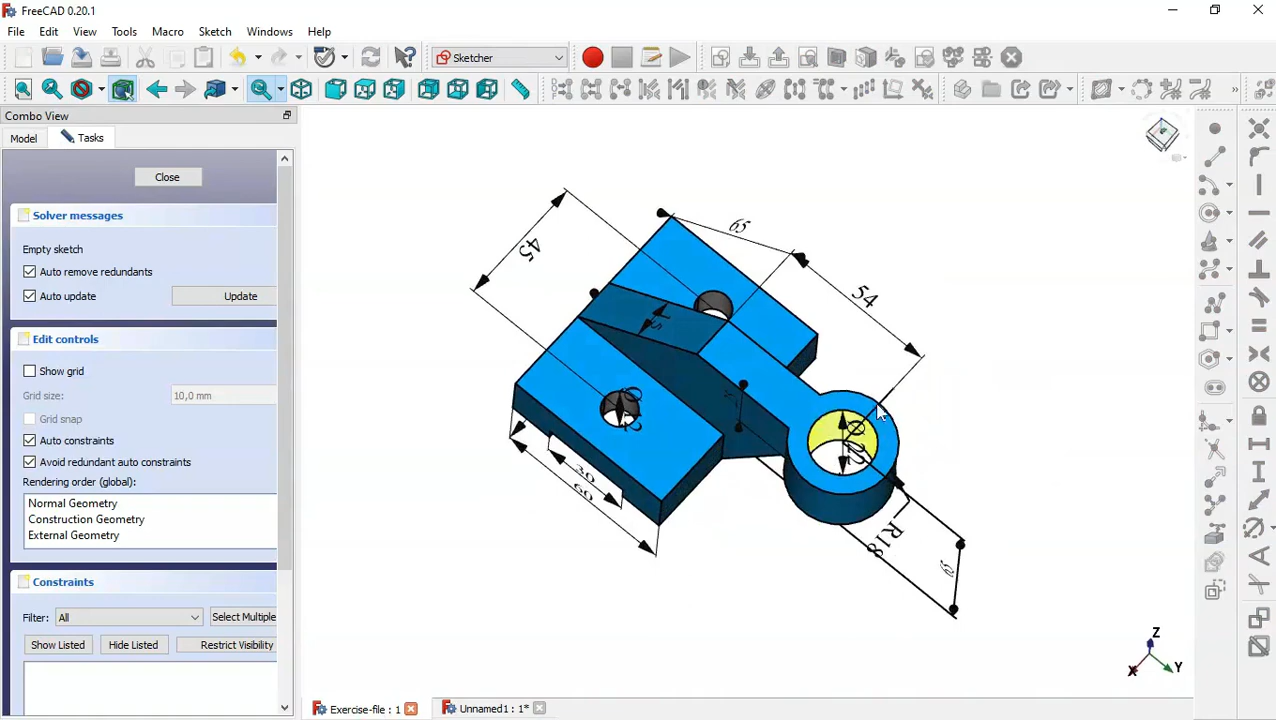 FreeCAD 0.20.1
File Edit View Tools Macro Sketch Windows Help
Sketcher
Combo View
Model Tasks
Close
Solver messages
Empty sketch
Auto remove redundants
Auto update Update
Edit controls
Show grid
Grid size: 10,0 mm
Grid snap
Auto constraints
Avoid redundant auto constraints
Rendering order (global):
Normal Geometry
Construction Geometry
External Geometry
Constraints
Filter: All Select Multiple
Show Listed Hide Listed Restrict Visibility
65
45
54
15
Ø 12
Ø 22
30
60
R18
Z
X Y
Exercise-file : 1 Unnamed1 : 1*